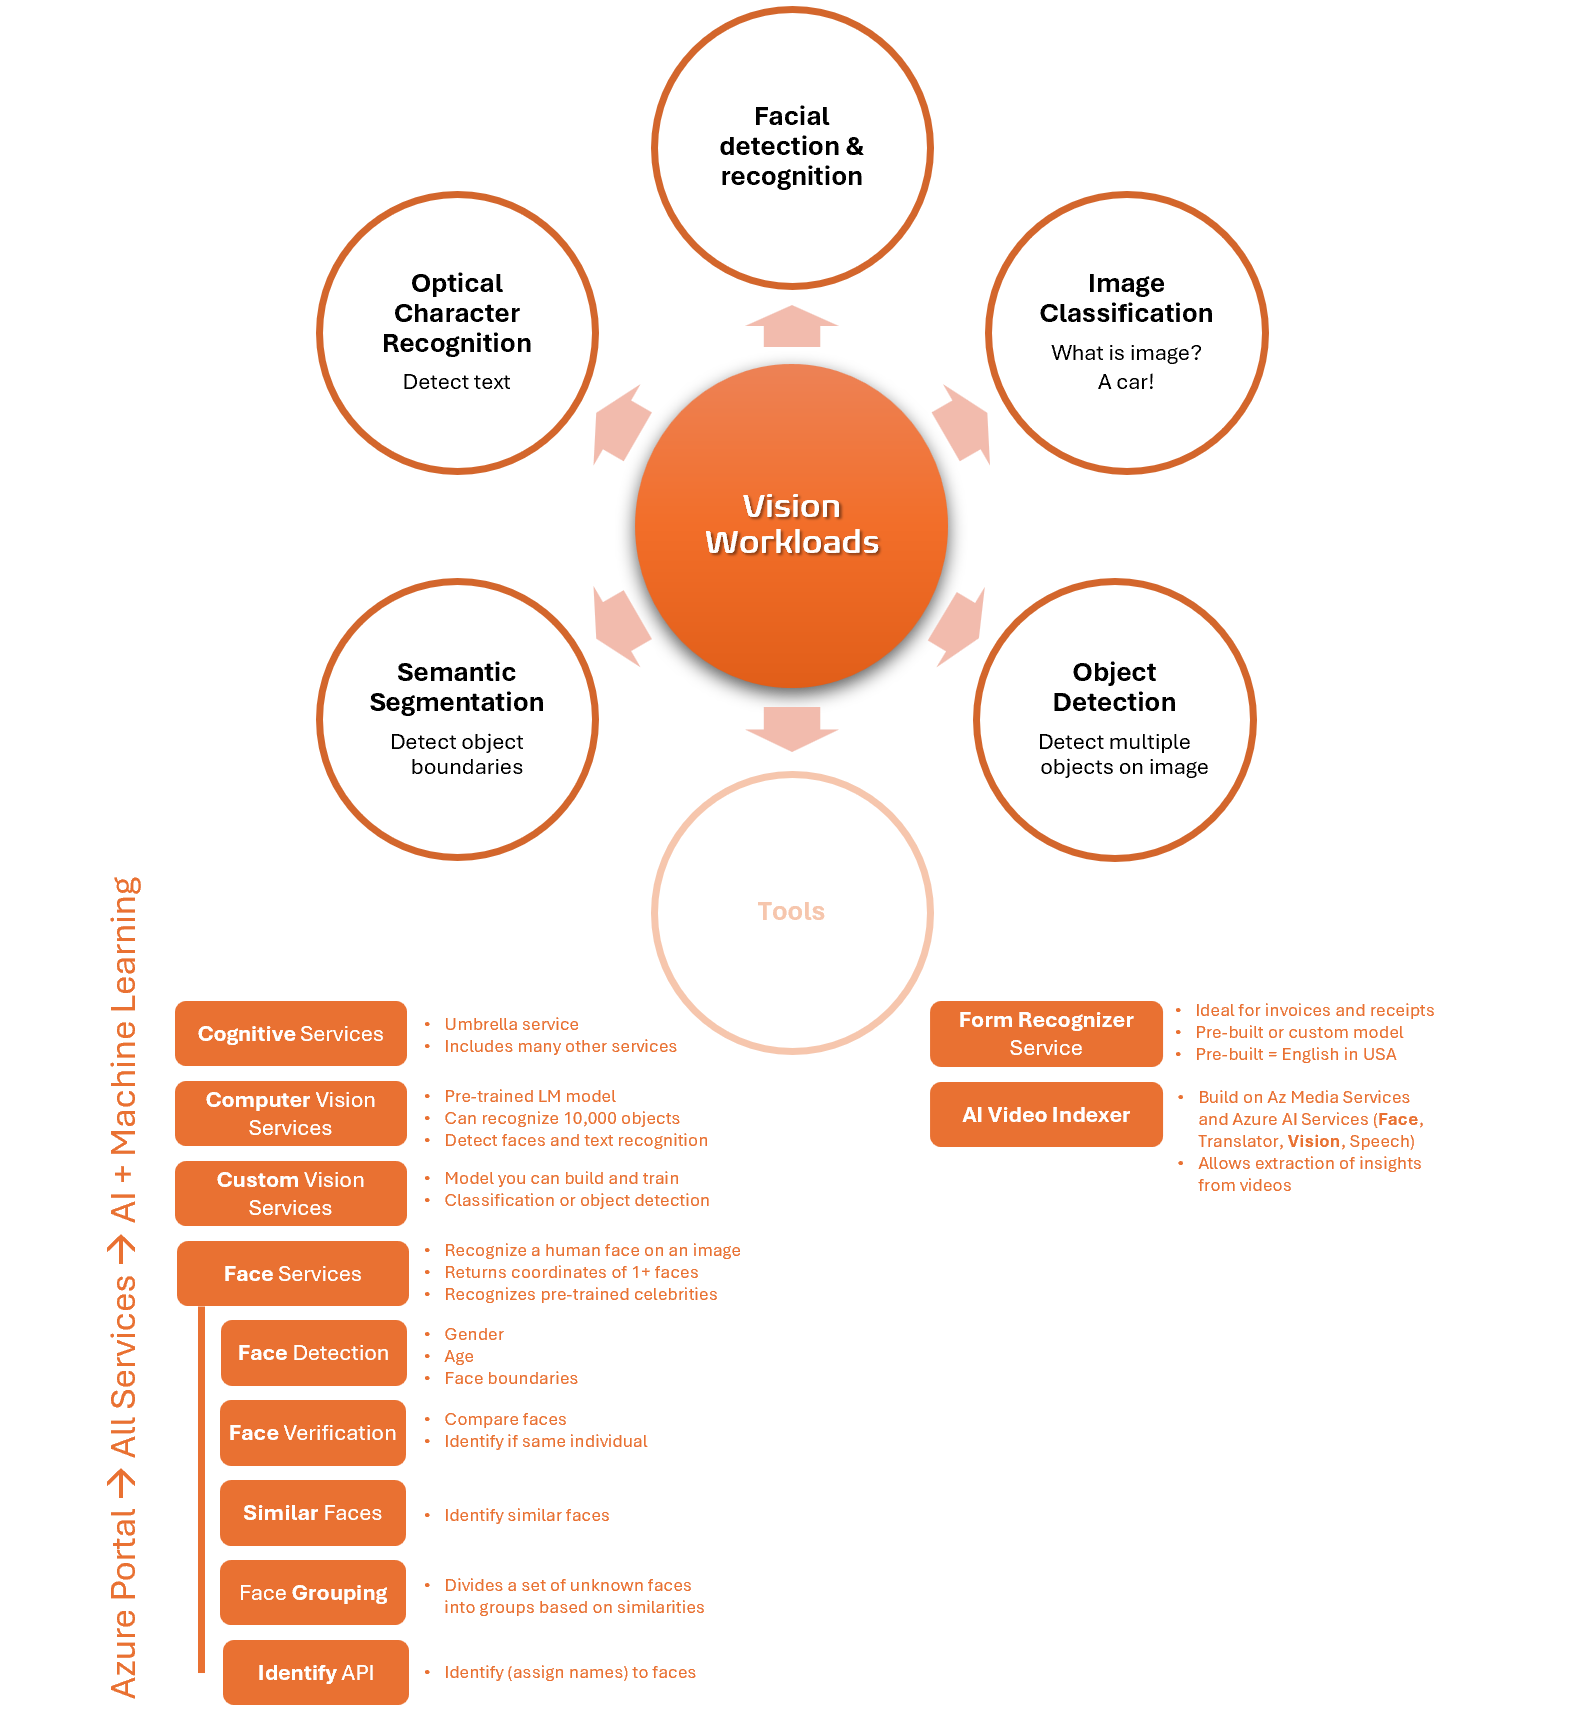 Facial
detection &
recognition
Optical
Character
Recognition
Detect text
Image
Classification
What is image?
A car!
Vision
Workloads
Semantic
Segmentation
Detect object
boundaries
Object
Detection
Detect multiple
objects on image
Tools
Azure Portal → All Services → AI + Machine Learning
Cognitive Services
• Umbrella service
• Includes many other services
Computer Vision
Services
• Pre-trained LM model
• Can recognize 10,000 objects
• Detect faces and text recognition
Custom Vision
Services
• Model you can build and train
• Classification or object detection
Face Services
• Recognize a human face on an image
• Returns coordinates of 1+ faces
• Recognizes pre-trained celebrities
Face Detection
• Gender
• Age
• Face boundaries
Face Verification
• Compare faces
• Identify if same individual
Similar Faces
• Identify similar faces
Face Grouping
• Divides a set of unknown faces
into groups based on similarities
Identify API
• Identify (assign names) to faces
Form Recognizer
Service
• Ideal for invoices and receipts
• Pre-built or custom model
• Pre-built = English in USA
AI Video Indexer
• Build on Az Media Services
and Azure AI Services (Face,
Translator, Vision, Speech)
• Allows extraction of insights
from videos